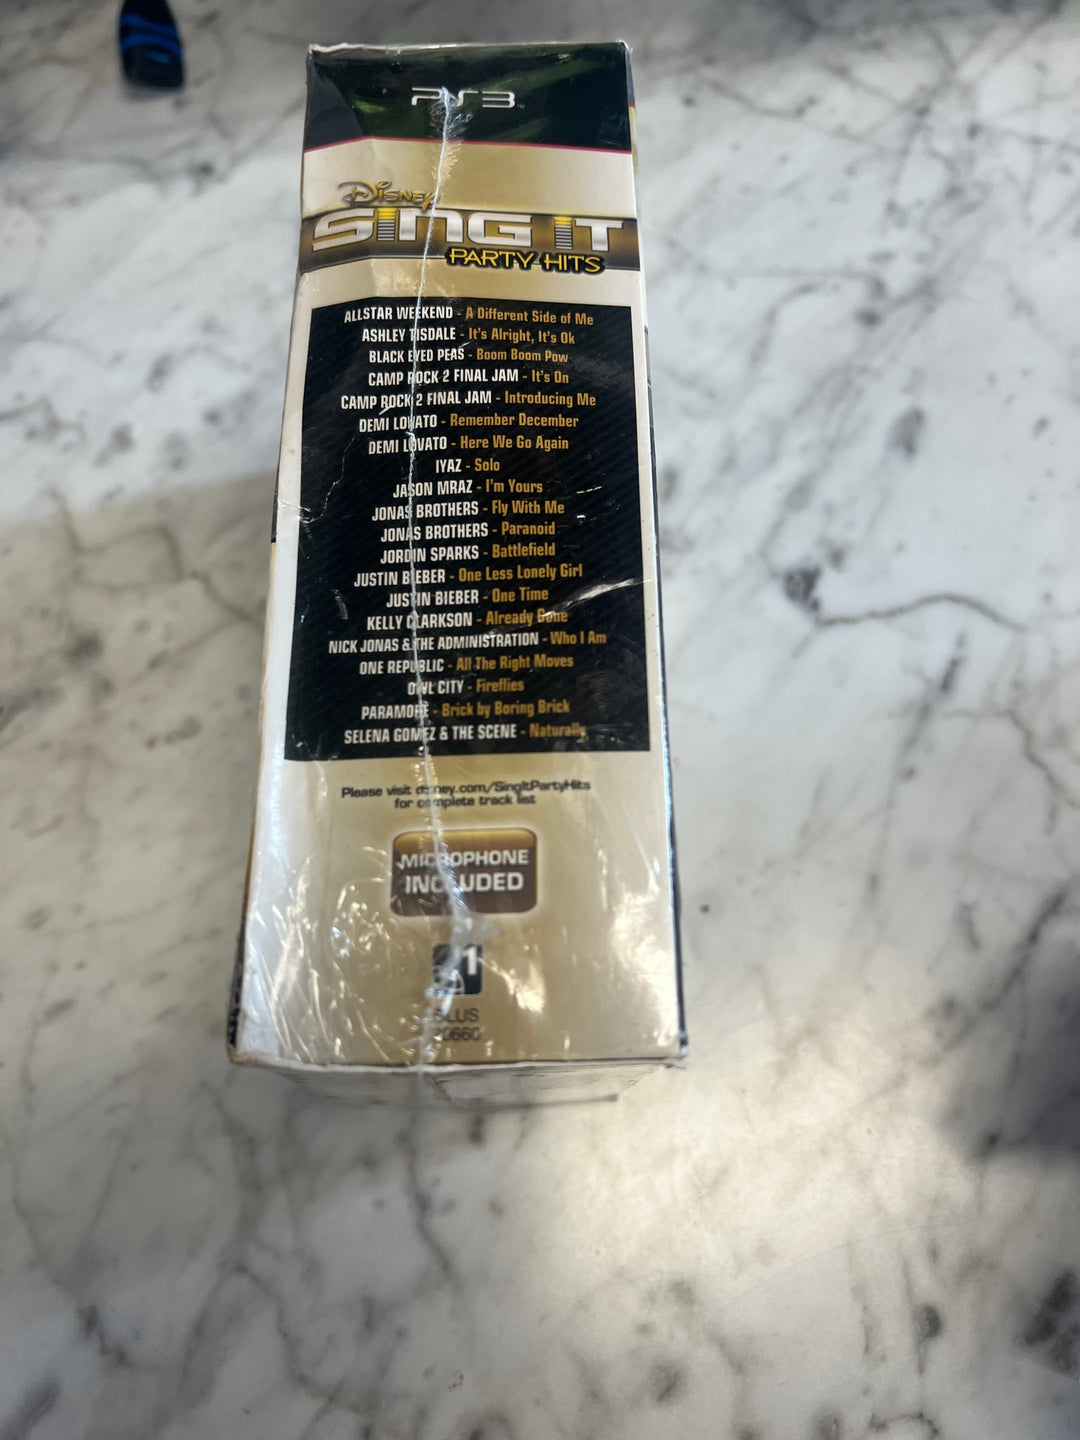 PS3
Disney
SING IT
PARTY HITS
ALLSTAR WEEKEND - A Different Side of Me
ASHLEY TISDALE - It's Alright, It's Ok
BLACK EYED PEAS - Boom Boom Pow
CAMP ROCK 2 FINAL JAM - It's On
CAMP ROCK 2 FINAL JAM - Introducing Me
DEMI LOVATO - Remember December
DEMI LOVATO - Here We Go Again
IYAZ - Solo
JASON MRAZ - I'm Yours
JONAS BROTHERS - Fly With Me
JONAS BROTHERS - Paranoid
JORDIN SPARKS - Battlefield
JUSTIN BIEBER - One Less Lonely Girl
JUSTIN BIEBER - One Time
KELLY CLARKSON - Already Gone
NICK JONAS & THE ADMINISTRATION - Who I Am
ONE REPUBLIC - All The Right Moves
OWL CITY - Fireflies
PARAMORE - Brick by Boring Brick
SELENA GOMEZ & THE SCENE - Naturally
Please visit disney.com/SingItPartyHits
for complete track list
MICROPHONE
INCLUDED
1